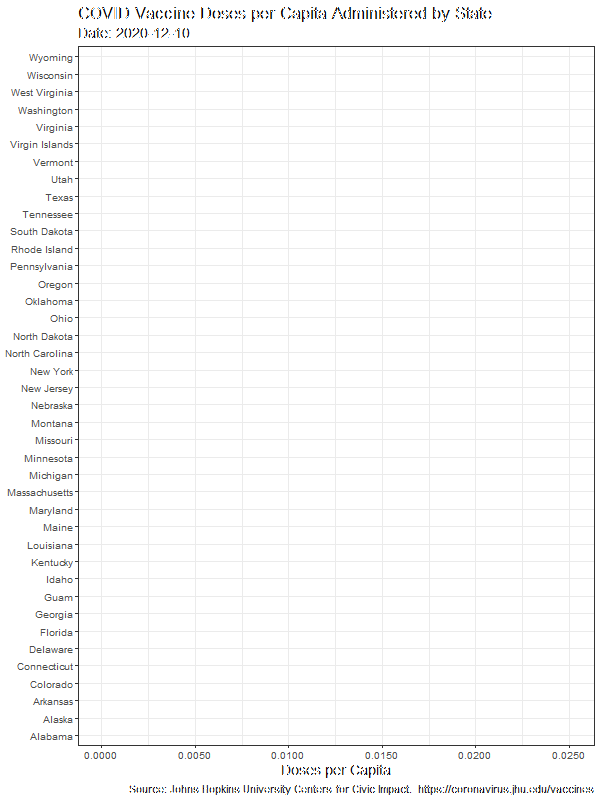 COVID Vaccine Doses per Capita Administered by State
Date: 2020-12-10
Wyoming
Wisconsin
West Virginia
Washington
Virginia
Virgin Islands
Vermont
Utah
Texas
Tennessee
South Dakota
Rhode Island
Pennsylvania
Oregon
Oklahoma
Ohio
North Dakota
North Carolina
New York
New Jersey
Nebraska
Montana
Missouri
Minnesota
Michigan
Massachusetts
Maryland
Maine
Louisiana
Kentucky
Idaho
Guam
Georgia
Florida
Delaware
Connecticut
Colorado
Arkansas
Alaska
Alabama
0.0000 0.0050 0.0100 0.0150 0.0200 0.0250
Doses per Capita
Source: Johns Hopkins University Centers for Civic Impact. https://coronavirus.jhu.edu/vaccines